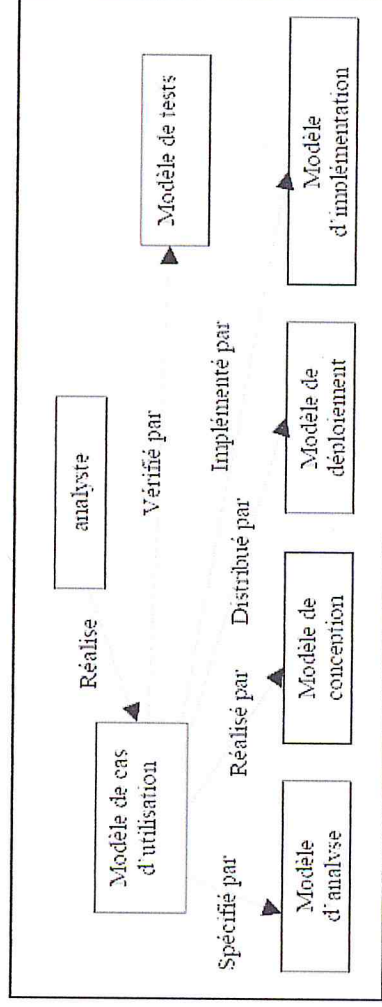 analyste
Réalise
Modèle de cas
d'utilisation
Vérifié par
Modèle de tests
Implémenté par
Distribué par
Réalisé par
Spécifié par
Modèle
d'analyse
Modèle de
conception
Modèle de
déploiement
Modèle
d'implémentation